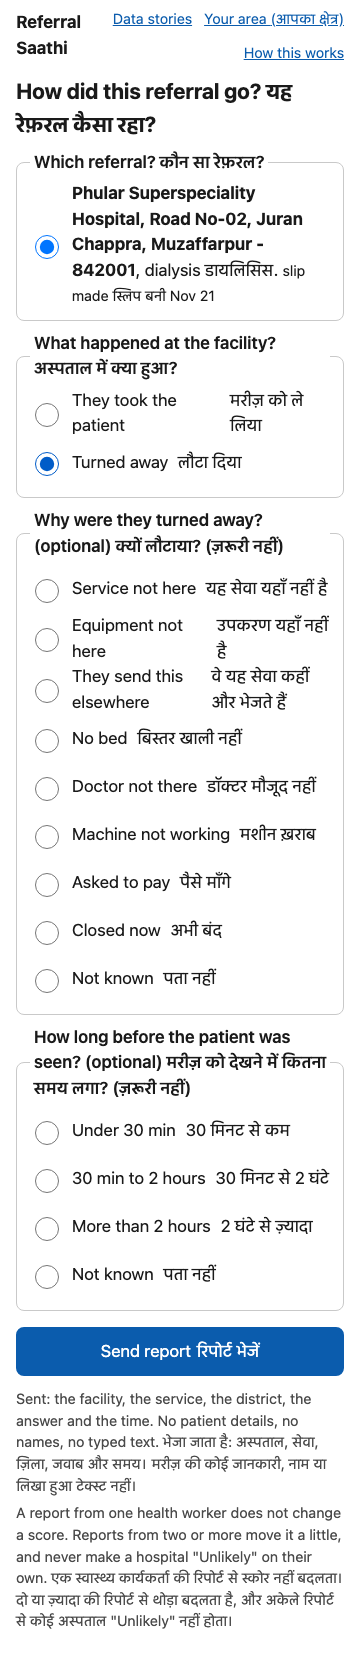 Referral Saathi
Data stories
Your area (आपका क्षेत्र)
How this works
How did this referral go? यह
रेफ़रल कैसा रहा?
Which referral? कौन सा रेफ़रल?
Phular Superspeciality
Hospital, Road No-02, Juran
Chappra, Muzaffarpur -
842001, dialysis डायलिसिस. slip
made स्लिप बनी Nov 21
What happened at the facility?
अस्पताल में क्या हुआ?
They took the patient मरीज़ को ले लिया
Turned away लौटा दिया
Why were they turned away?
(optional) क्यों लौटाया? (ज़रूरी नहीं)
Service not here यह सेवा यहाँ नहीं है
Equipment not here उपकरण यहाँ नहीं है
They send this elsewhere वे यह सेवा कहीं और भेजते हैं
No bed बिस्तर खाली नहीं
Doctor not there डॉक्टर मौजूद नहीं
Machine not working मशीन ख़राब
Asked to pay पैसे माँगे
Closed now अभी बंद
Not known पता नहीं
How long before the patient was
seen? (optional) मरीज़ को देखने में कितना
समय लगा? (ज़रूरी नहीं)
Under 30 min 30 मिनट से कम
30 min to 2 hours 30 मिनट से 2 घंटे
More than 2 hours 2 घंटे से ज़्यादा
Not known पता नहीं
Send report रिपोर्ट भेजें
Sent: the facility, the service, the district, the
answer and the time. No patient details, no
names, no typed text. भेजा जाता है: अस्पताल, सेवा,
ज़िला, जवाब और समय। मरीज़ की कोई जानकारी, नाम या
लिखा हुआ टेक्स्ट नहीं।
A report from one health worker does not change
a score. Reports from two or more move it a little,
and never make a hospital "Unlikely" on their
own. एक स्वास्थ्य कार्यकर्ता की रिपोर्ट से स्कोर नहीं बदलता।
दो या ज़्यादा की रिपोर्ट से थोड़ा बदलता है, और अकेले रिपोर्ट
से कोई अस्पताल "Unlikely" नहीं होता।